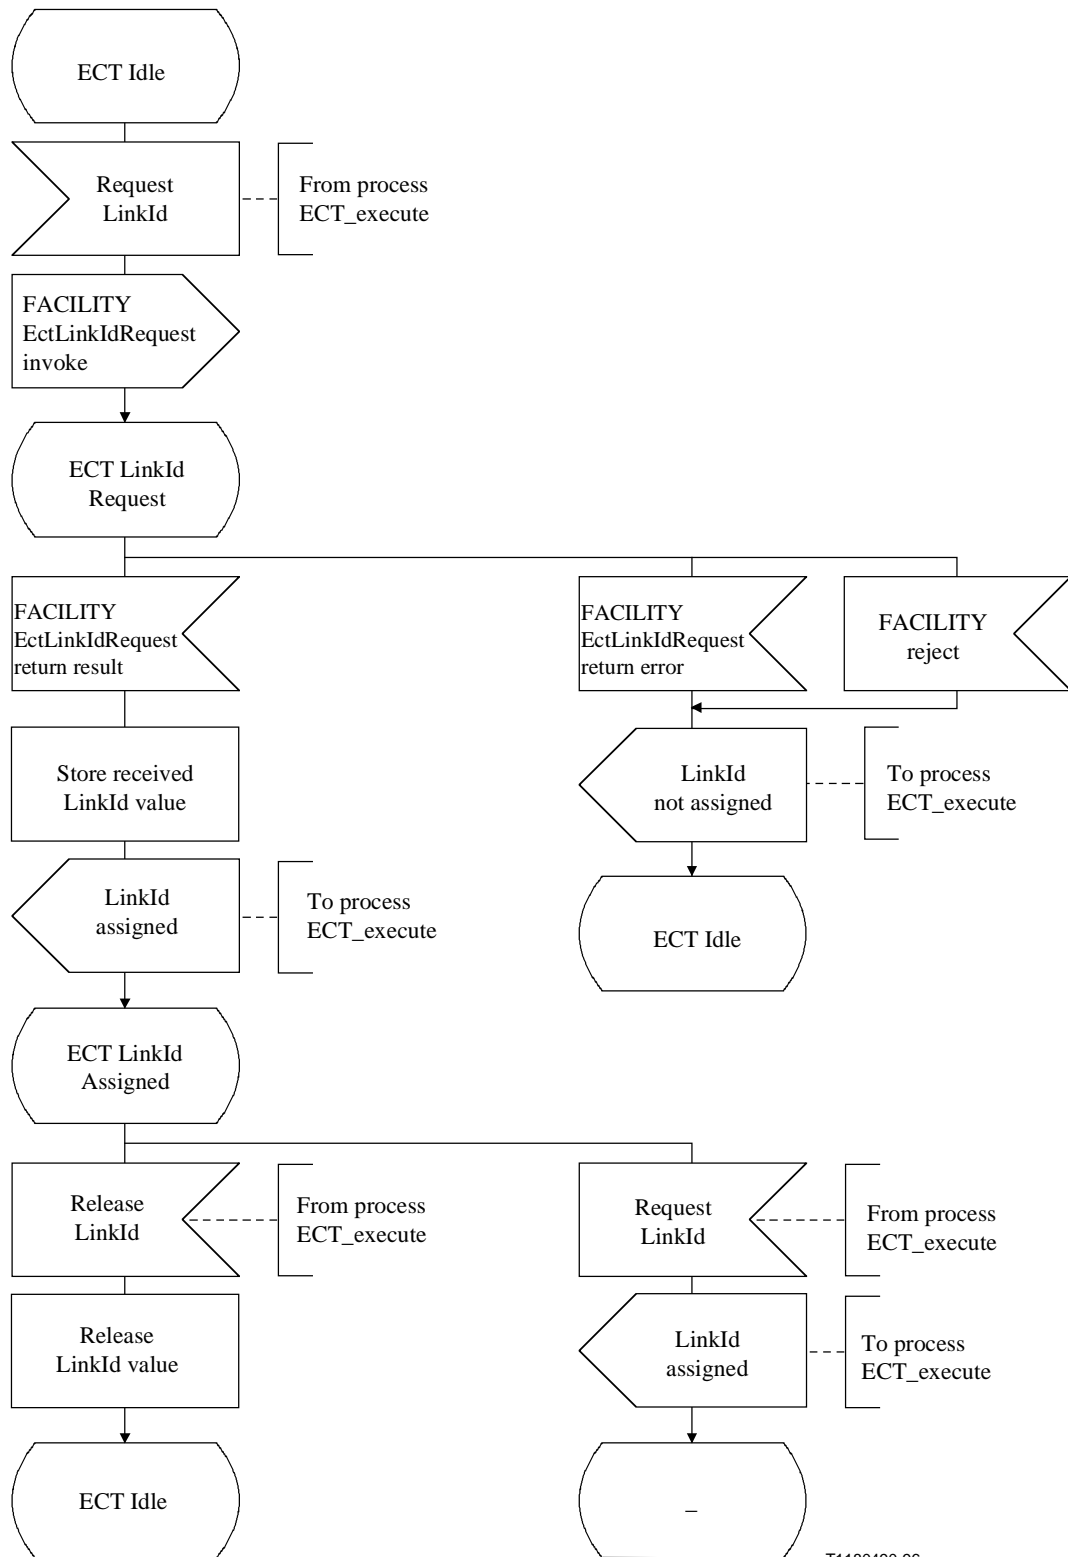 ECT Idle
Request
LinkId
From process
ECT_execute
FACILITY
EctLinkIdRequest
invoke
ECT LinkId
Request
FACILITY
EctLinkIdRequest
return result
FACILITY
EctLinkIdRequest
return error
FACILITY
reject
Store received
LinkId value
LinkId
not assigned
To process
ECT_execute
LinkId
assigned
To process
ECT_execute
ECT Idle
ECT LinkId
Assigned
Release
LinkId
From process
ECT_execute
Request
LinkId
From process
ECT_execute
Release
LinkId value
LinkId
assigned
To process
ECT_execute
ECT Idle
_